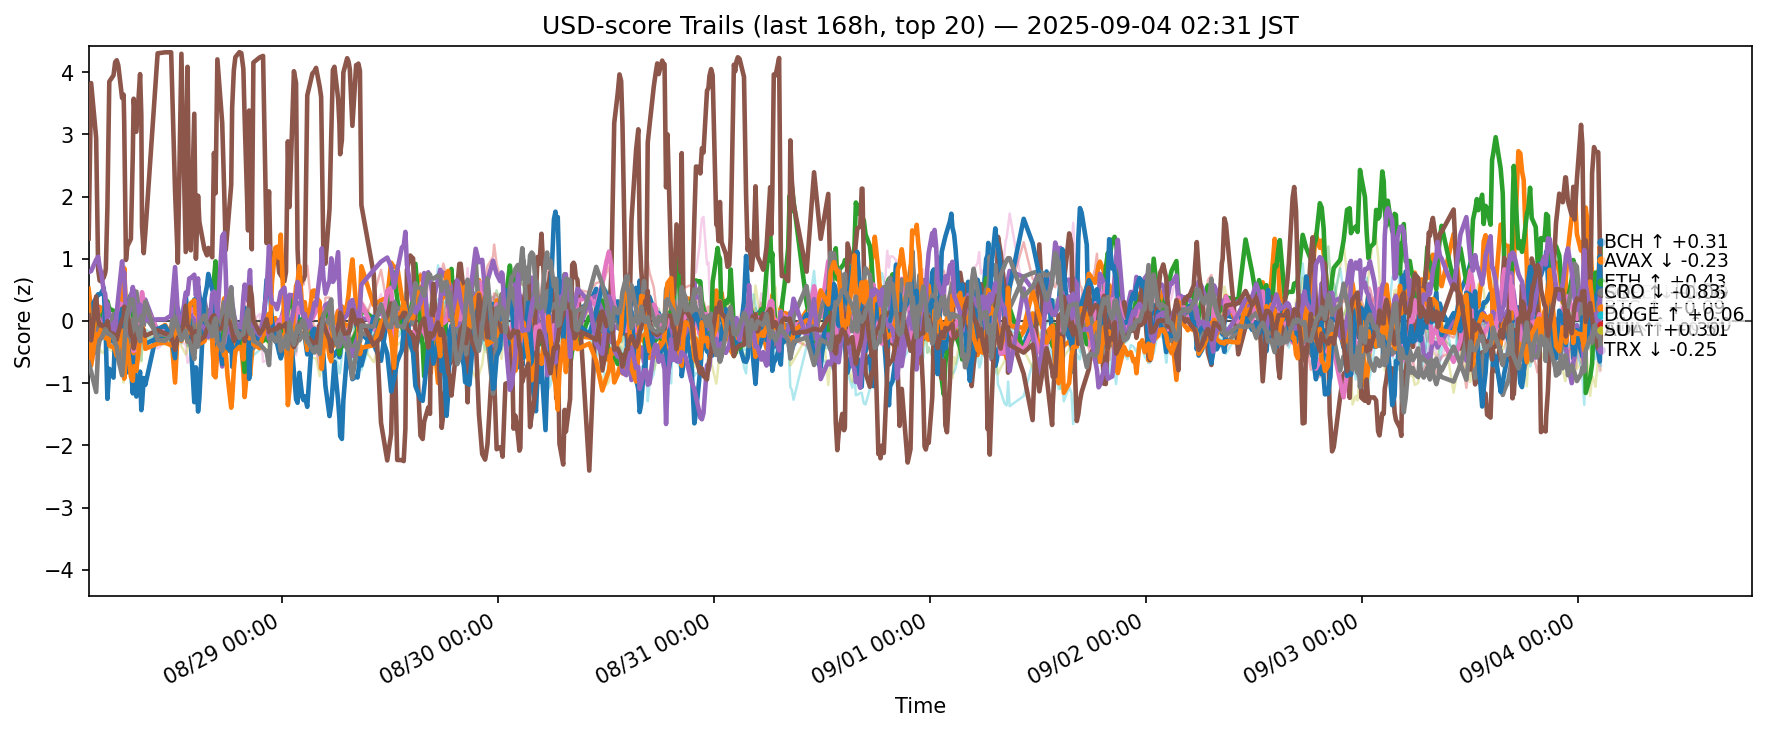 USD-score Trails (last 168h, top 20) — 2025-09-04 02:31 JST
Score (z)
4
3
2
1
0
−1
−2
−3
−4
BCH ↑ +0.31
AVAX ↓ -0.23
ETH ↑ +0.43
CRO ↓ -0.83
DOGE ↑ +0.06
TRX ↓ -0.25
08/29 00:00
08/30 00:00
08/31 00:00
09/01 00:00
09/02 00:00
09/03 00:00
09/04 00:00
Time